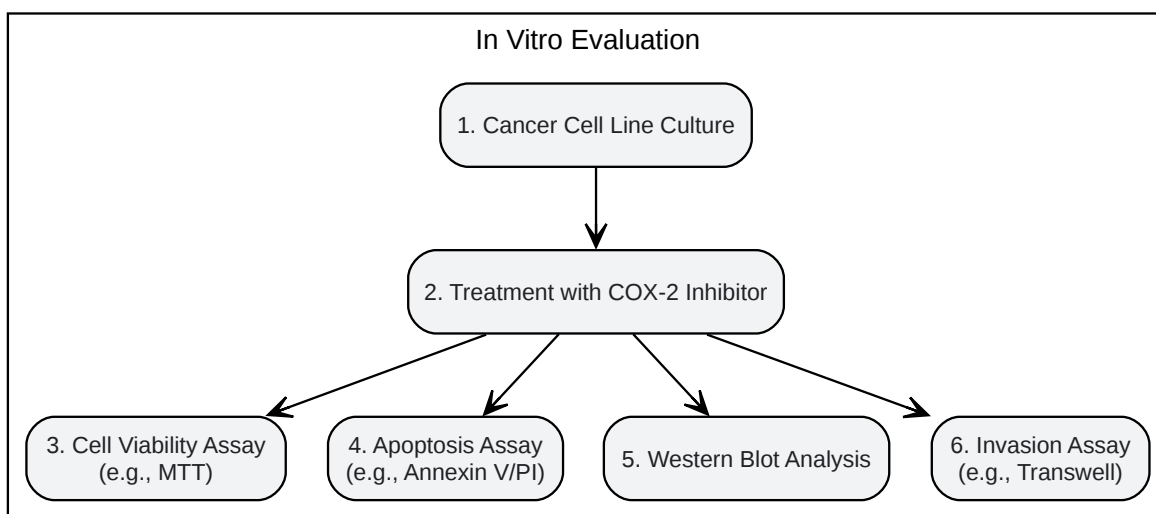 In Vitro Evaluation
1. Cancer Cell Line Culture
2. Treatment with COX-2 Inhibitor
3. Cell Viability Assay
(e.g., MTT)
4. Apoptosis Assay
(e.g., Annexin V/PI)
5. Western Blot Analysis
6. Invasion Assay
(e.g., Transwell)